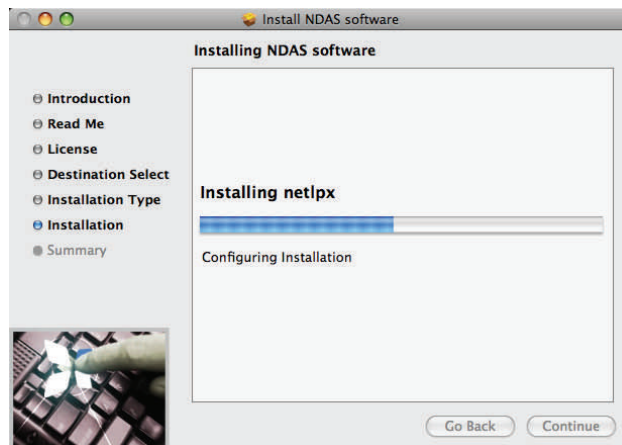 Install NDAS software
Installing NDAS software
Introduction
Read Me
License
Destination Select
Installation Type
Installation
Summary
Installing netlpx
Configuring Installation
Go Back
Continue